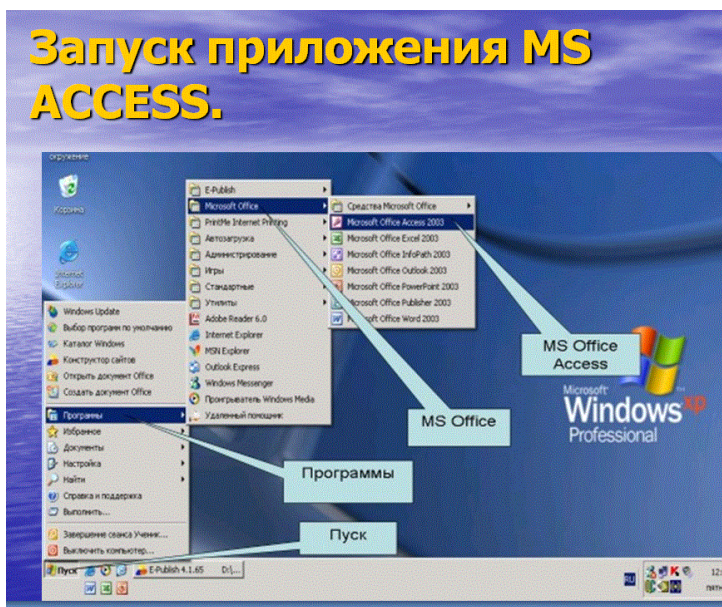 Запуск приложения MS
ACCESS.
окружение
Корзина
Internet
Explorer
E-Publish
Microsoft Office
PrintMe Internet Printing
Автозагрузка
Администрирование
Игры
Стандартные
Утилиты
Adobe Reader 6.0
Internet Explorer
MSN Explorer
Outlook Express
Windows Messenger
Проигрыватель Windows Media
Удаленный помощник
Средства Microsoft Office
Microsoft Office Access 2003
Microsoft Office Excel 2003
Microsoft Office InfoPath 2003
Microsoft Office Outlook 2003
Microsoft Office PowerPoint 2003
Microsoft Office Publisher 2003
Microsoft Office Word 2003
Windows Update
Выбор программ по умолчанию
Каталог Windows
Конструктор сайтов
Открыть документ Office
Создать документ Office
Программы
Избранное
Документы
Настройка
Найти
Справка и поддержка
Выполнить...
Завершение сеанса Ученик...
Выключить компьютер...
MS Office
Access
MS Office
Программы
Пуск
Microsoft
Windows xp
Professional
Пуск
E-Publish 4.1.65
D:\...
RU
12: